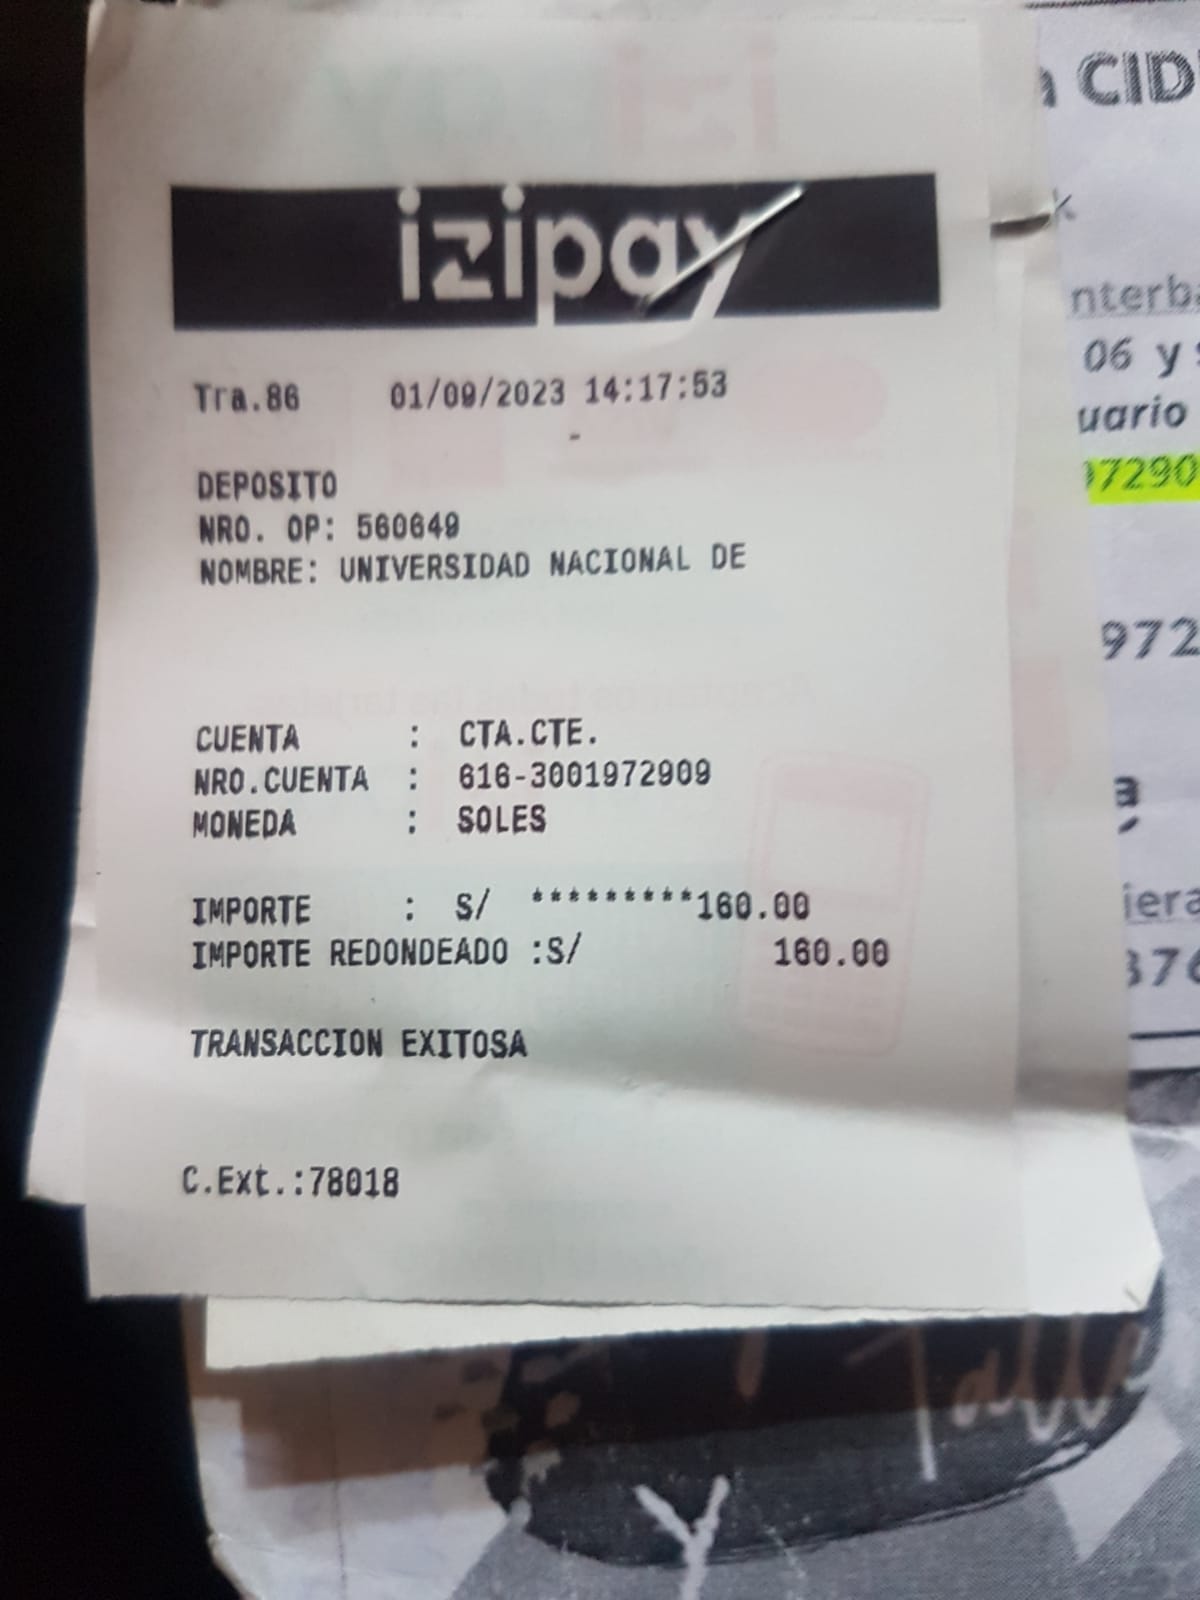 izipay
Tra.86 01/09/2023 14:17:53
-
DEPOSITO
NRO. OP: 560649
NOMBRE: UNIVERSIDAD NACIONAL DE
CUENTA : CTA.CTE.
NRO.CUENTA : 616-3001972909
MONEDA : SOLES
IMPORTE : S/ *********160.00
IMPORTE REDONDEADO :S/ 160.00
TRANSACCION EXITOSA
C.Ext.:78018
CID
nterba
06 y s
uario
7290
972
iera
376